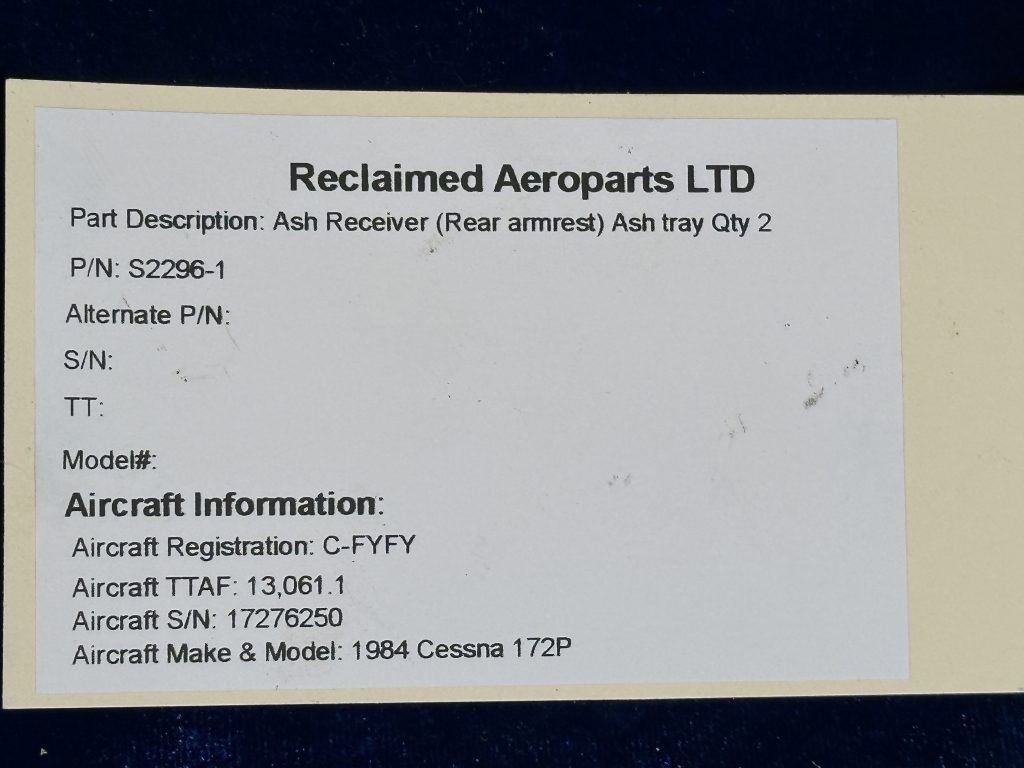 Reclaimed Aeroparts LTD
Part Description: Ash Receiver (Rear armrest) Ash tray Qty 2
P/N: S2296-1
Alternate P/N:
S/N:
TT:
Model#:
Aircraft Information:
Aircraft Registration: C-FYFY
Aircraft TTAF: 13,061.1
Aircraft S/N: 17276250
Aircraft Make & Model: 1984 Cessna 172P